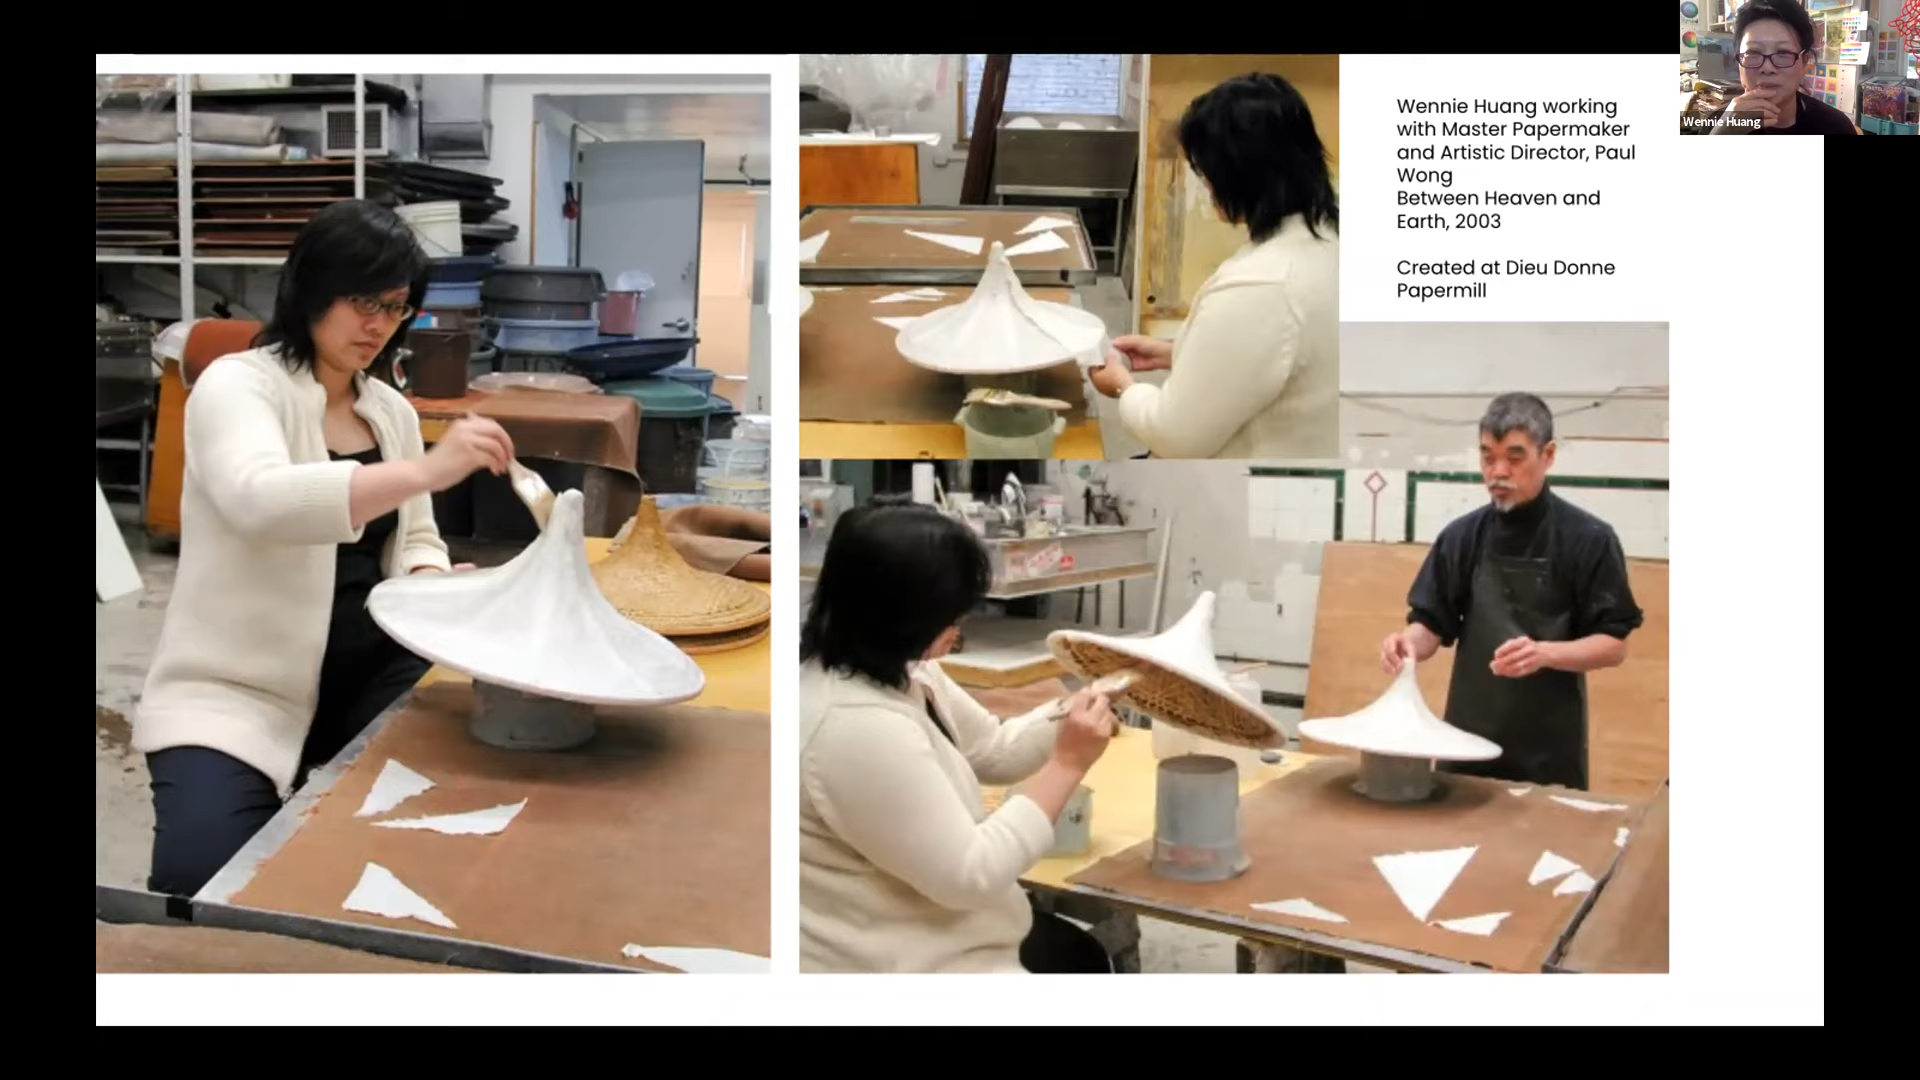 Wennie Huang working
with Master Papermaker
and Artistic Director, Paul
Wong
Between Heaven and
Earth, 2003
Created at Dieu Donne
Papermill
Wennie Huang